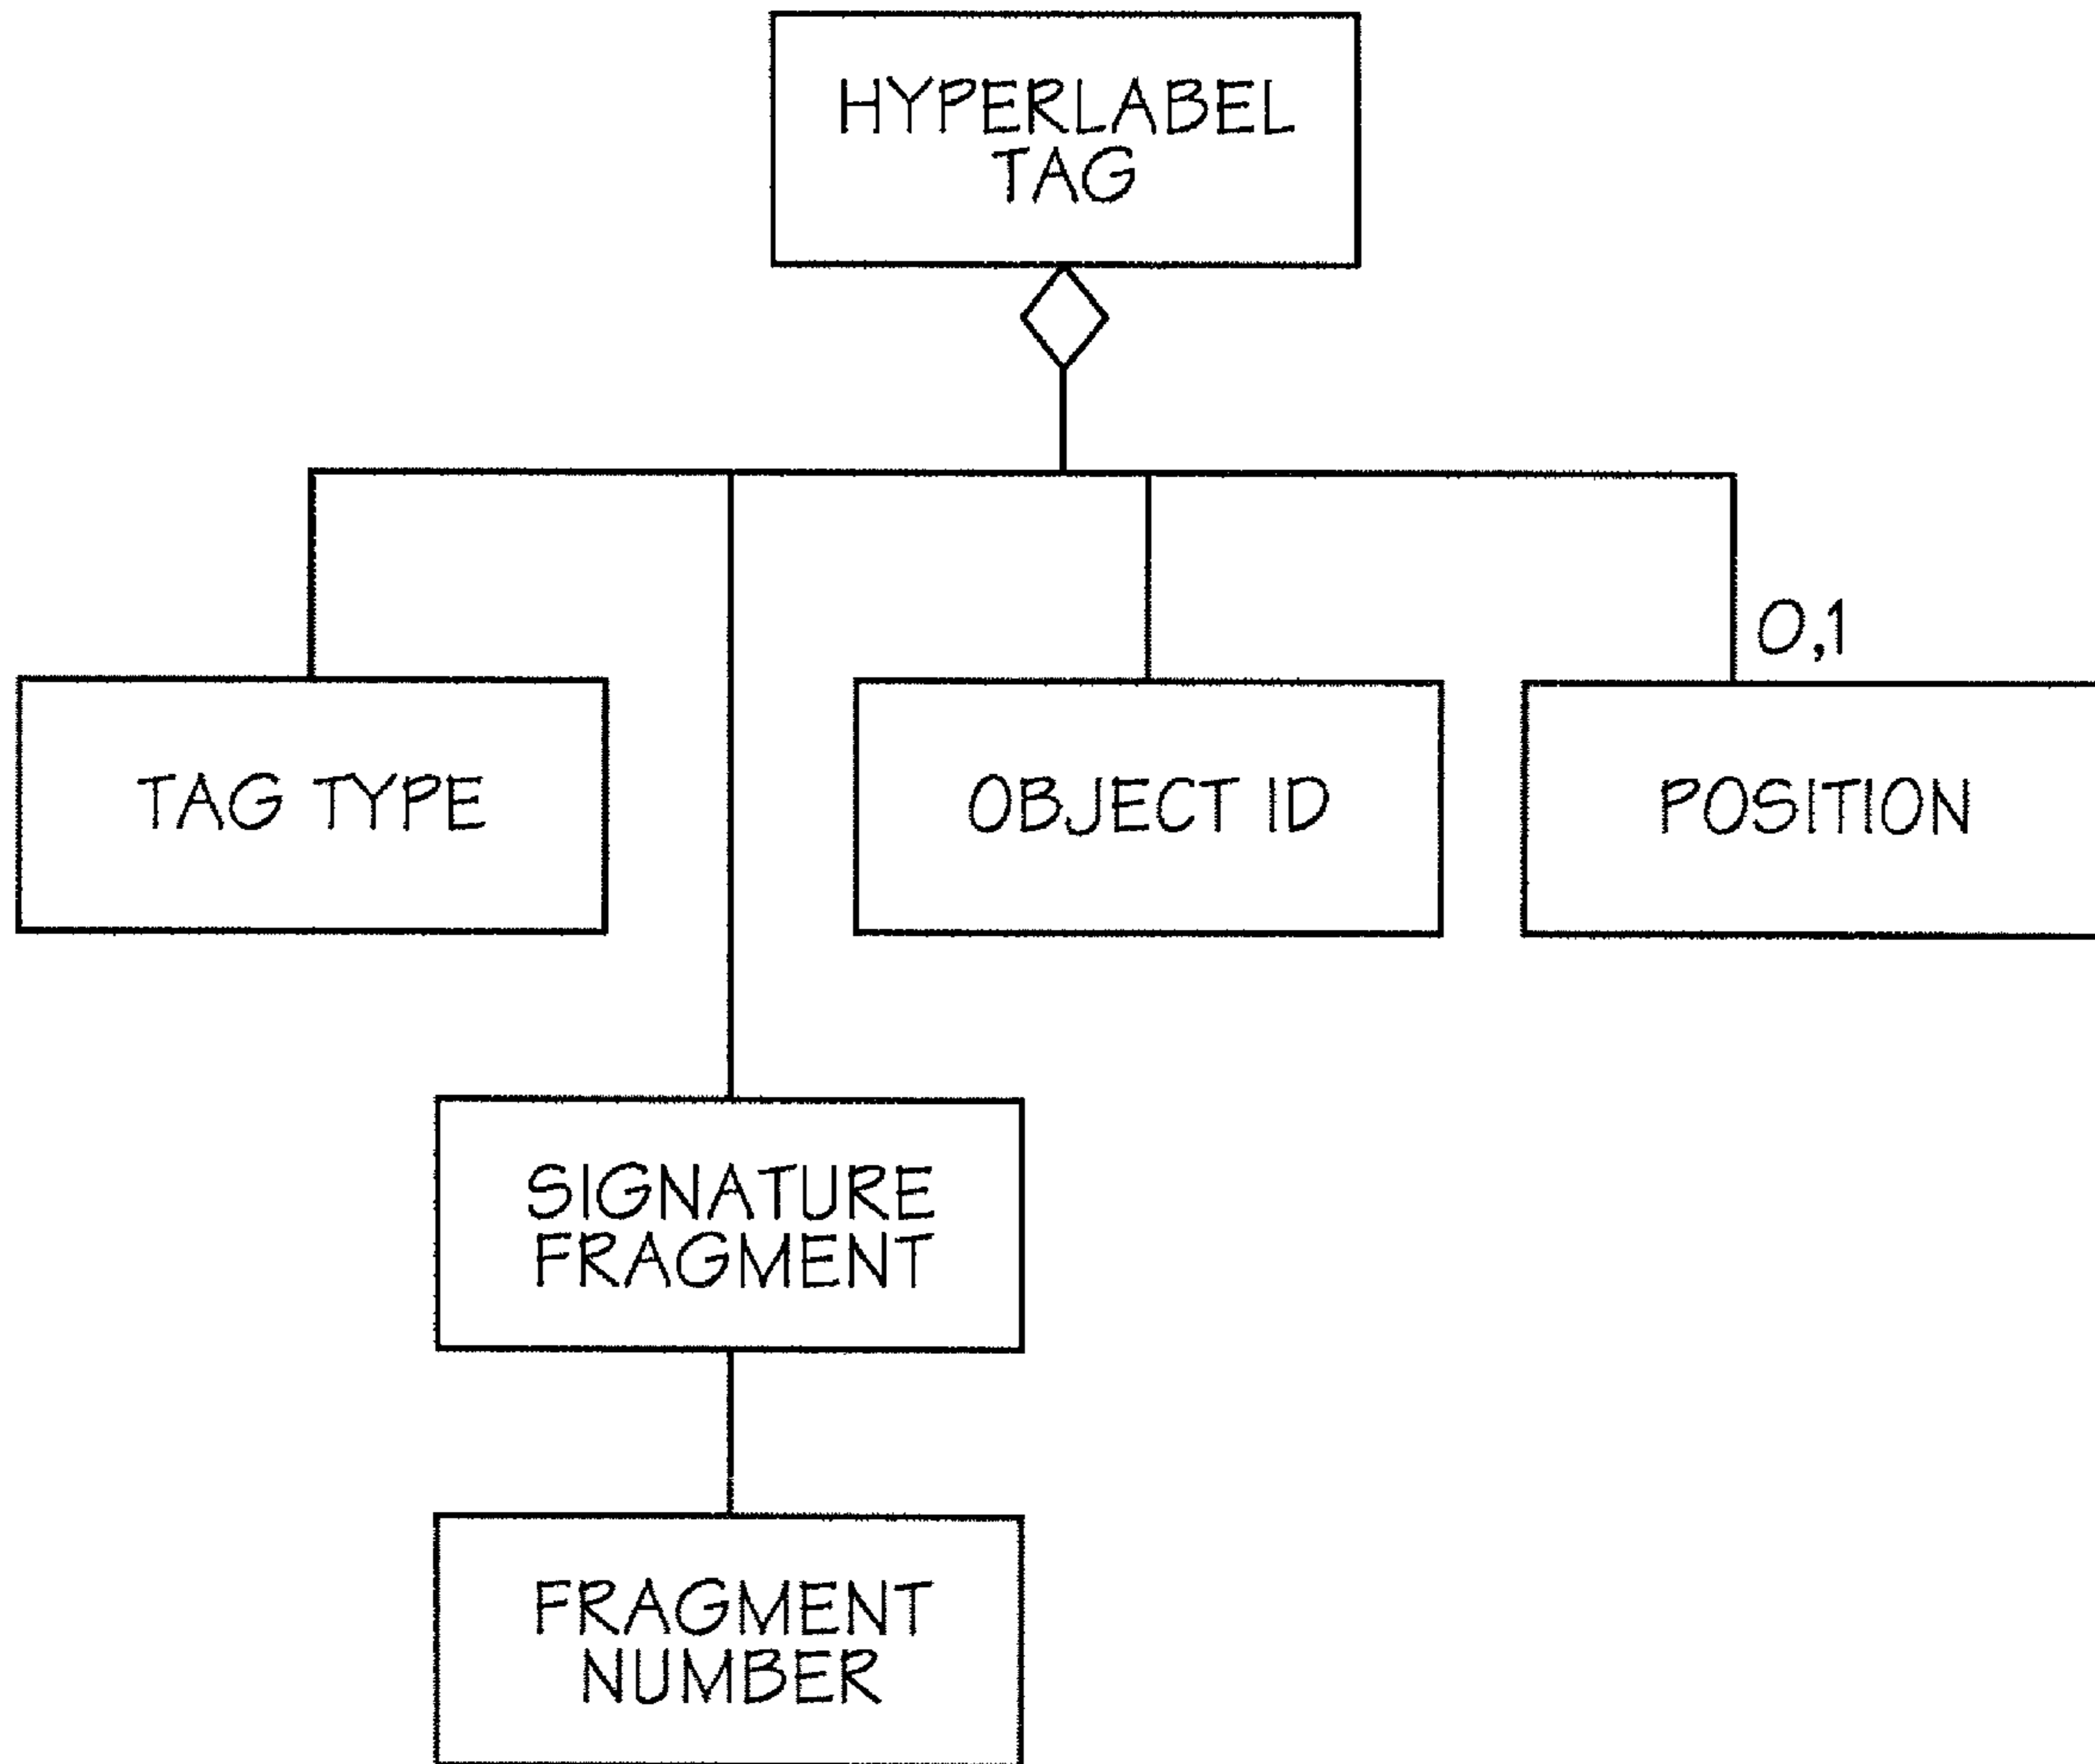 HYPERLABEL
TAG
0,1
TAG TYPE
OBJECT ID
POSITION
SIGNATURE
FRAGMENT
FRAGMENT
NUMBER